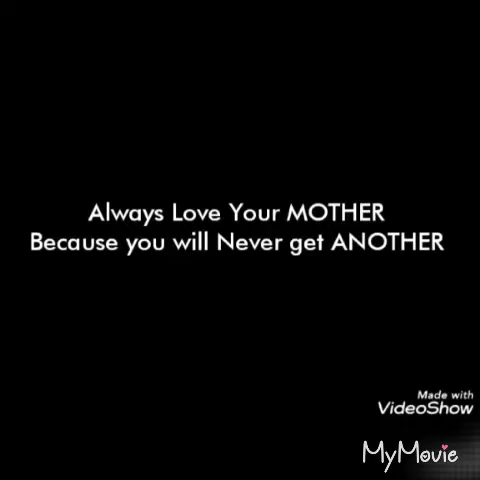 Always Love Your MOTHER
Because you will Never get ANOTHER
Made with
VideoShow
MyMovie